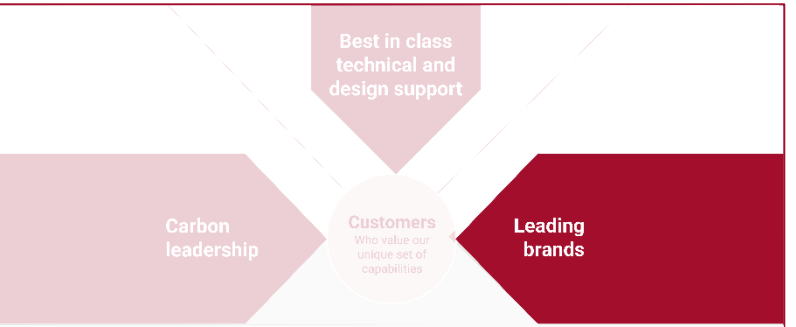 Best in class
technical and
design support
Carbon
leadership
Customers
Who value our
unique set of
capabilities
Leading
brands